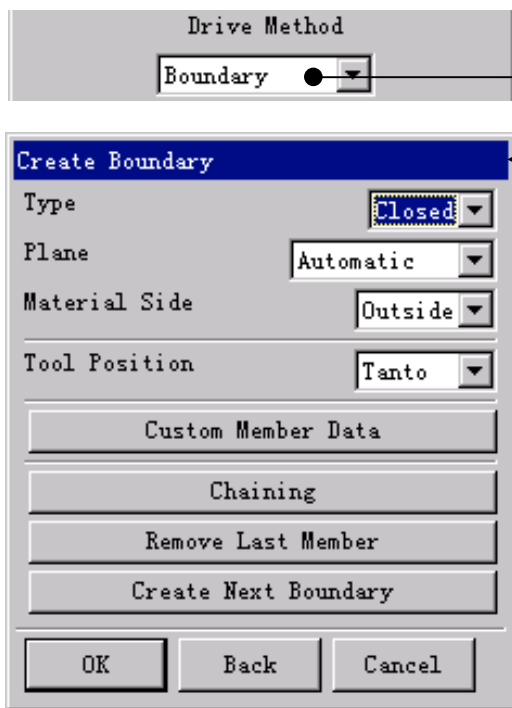 Drive Method
Boundary
Create Boundary
Type Closed
Plane Automatic
Material Side Outside
Tool Position Tanto
Custom Member Data
Chaining
Remove Last Member
Create Next Boundary
OK Back Cancel